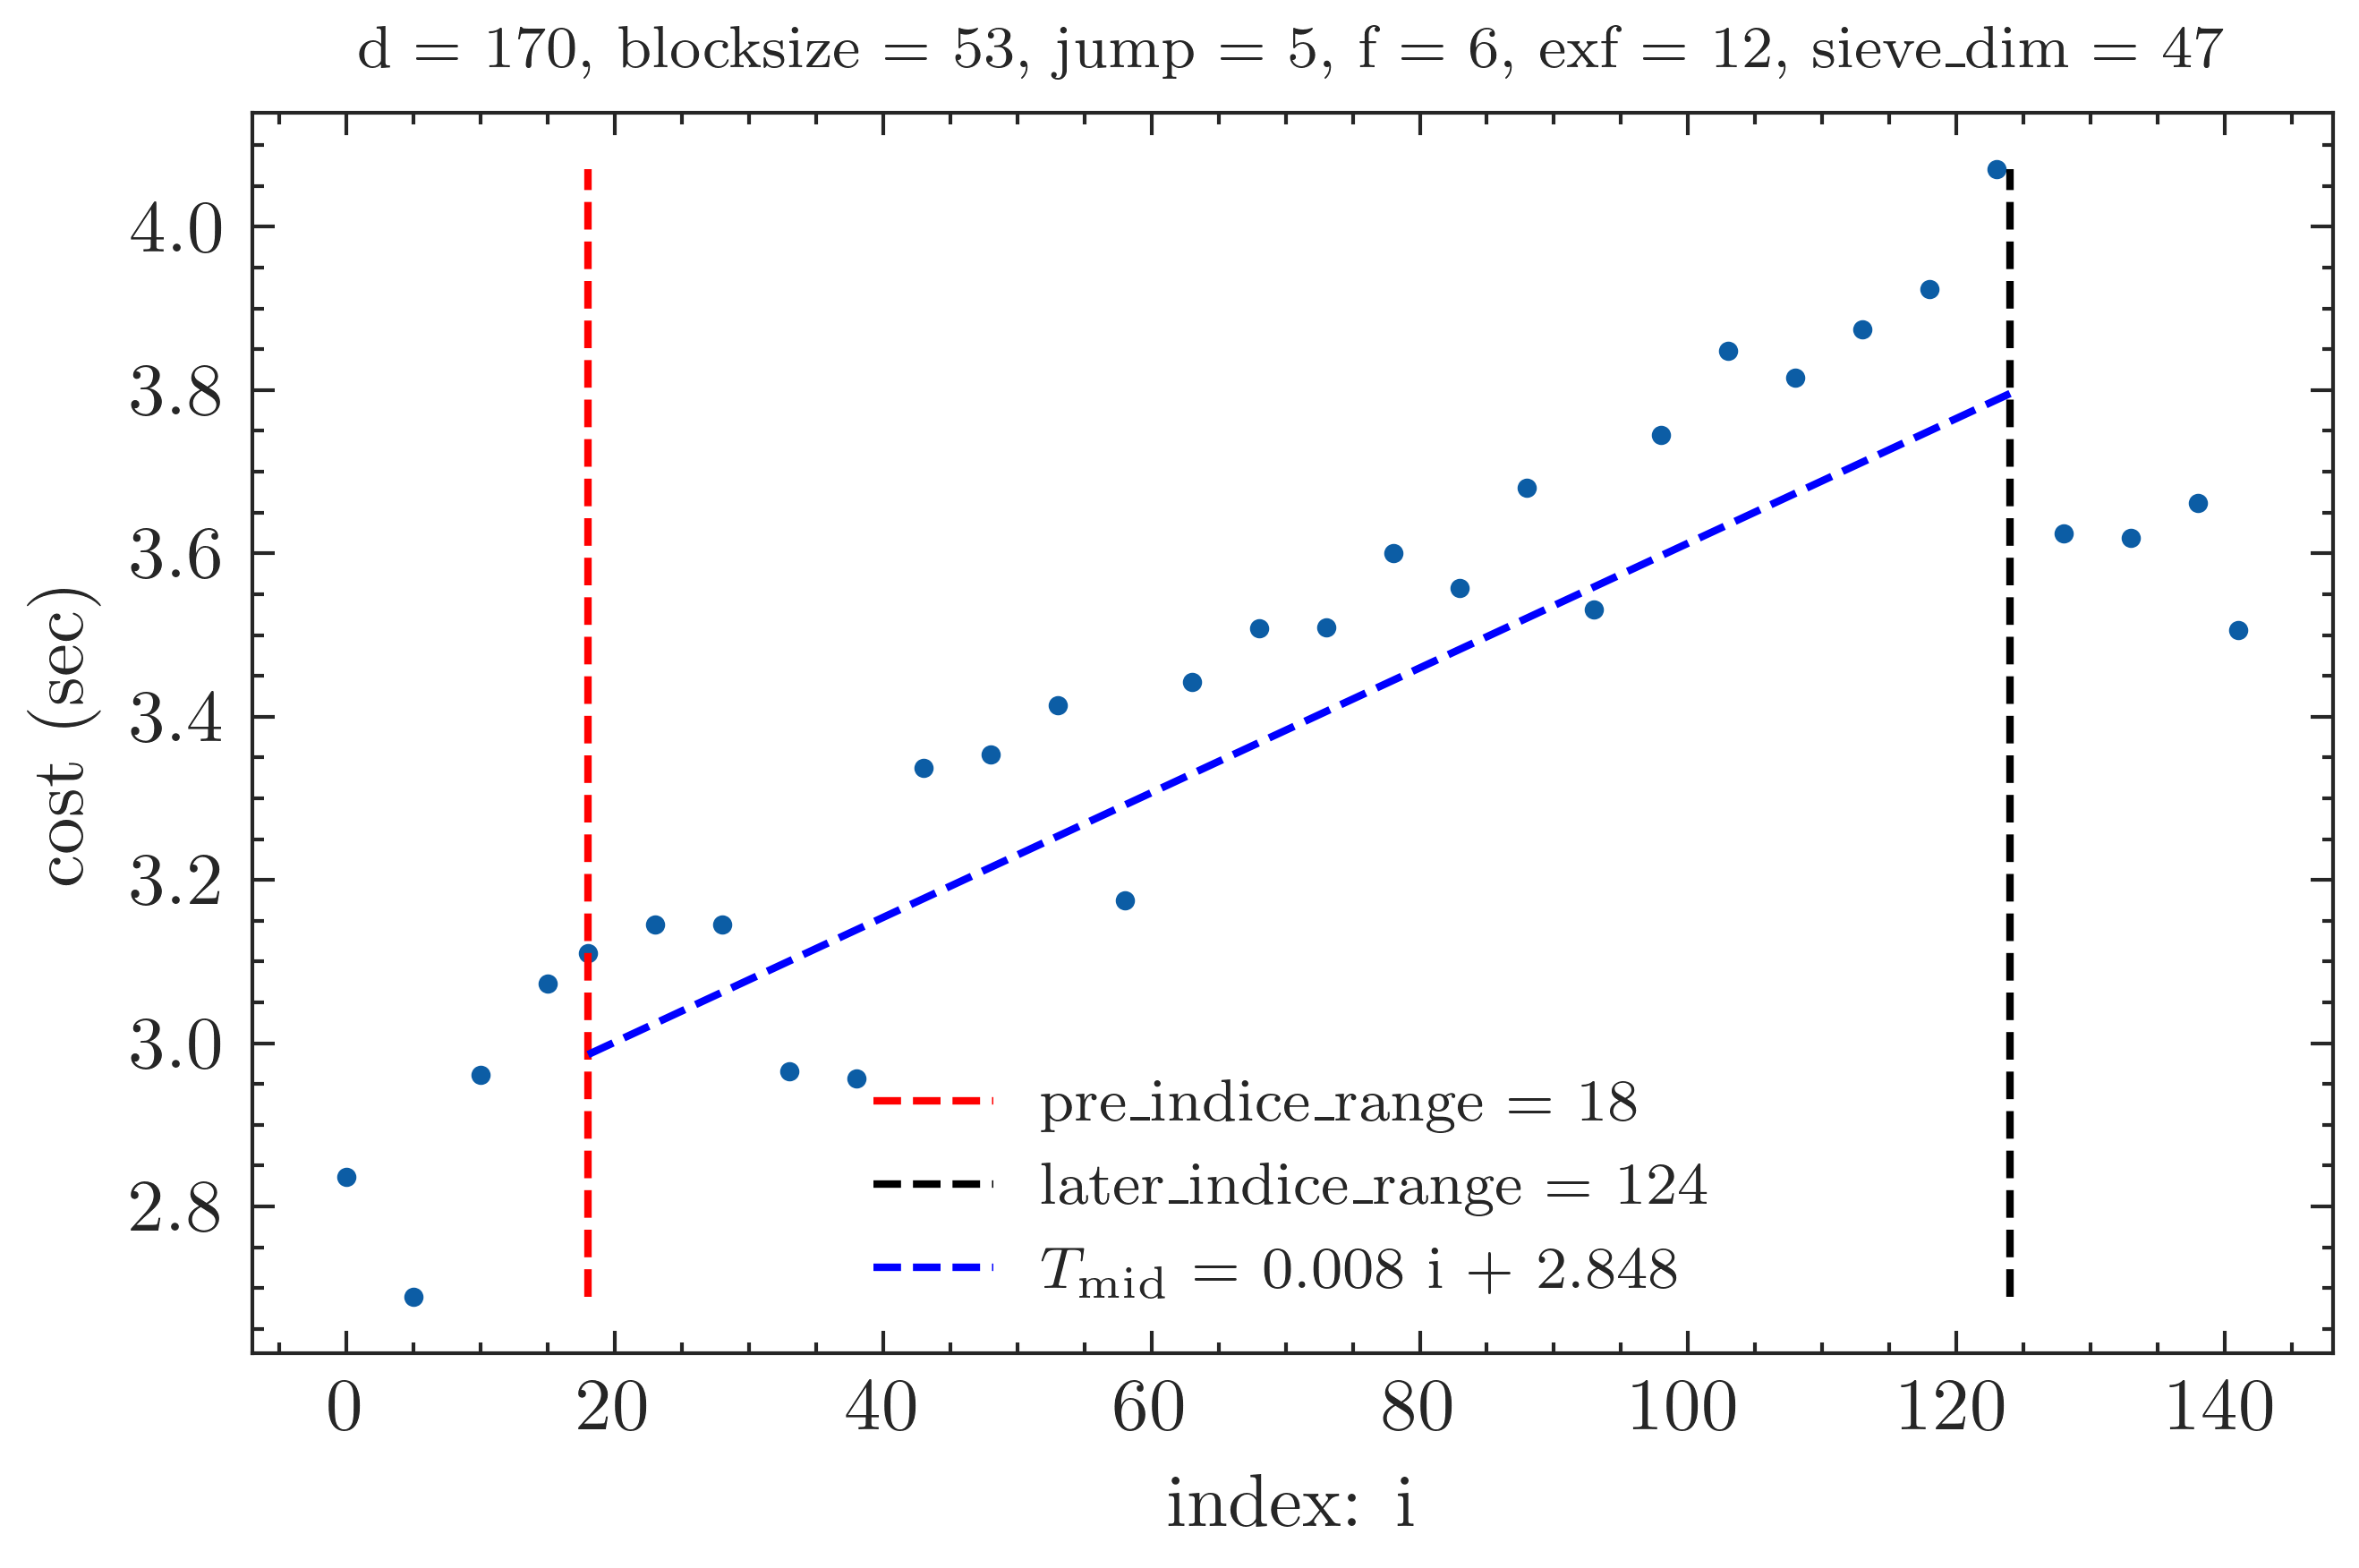 d = 170, blocksize = 53, jump = 5, f = 6, exf = 12, sieve_dim = 47
cost (sec)
4.0
3.8
3.6
3.4
3.2
3.0
2.8
pre_indice_range = 18
later_indice_range = 124
T_mid = 0.008 i + 2.848
0 20 40 60 80 100 120 140
index: i